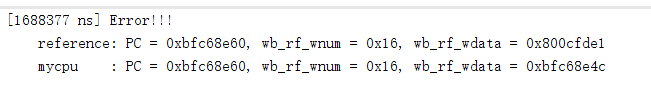 [1688377 ns] Error!!!
reference: PC = 0xbfc68e60, wb_rf_wnum = 0x16, wb_rf_wdata = 0x800cfde1
mycpu : PC = 0xbfc68e60, wb_rf_wnum = 0x16, wb_rf_wdata = 0xbfc68e4c